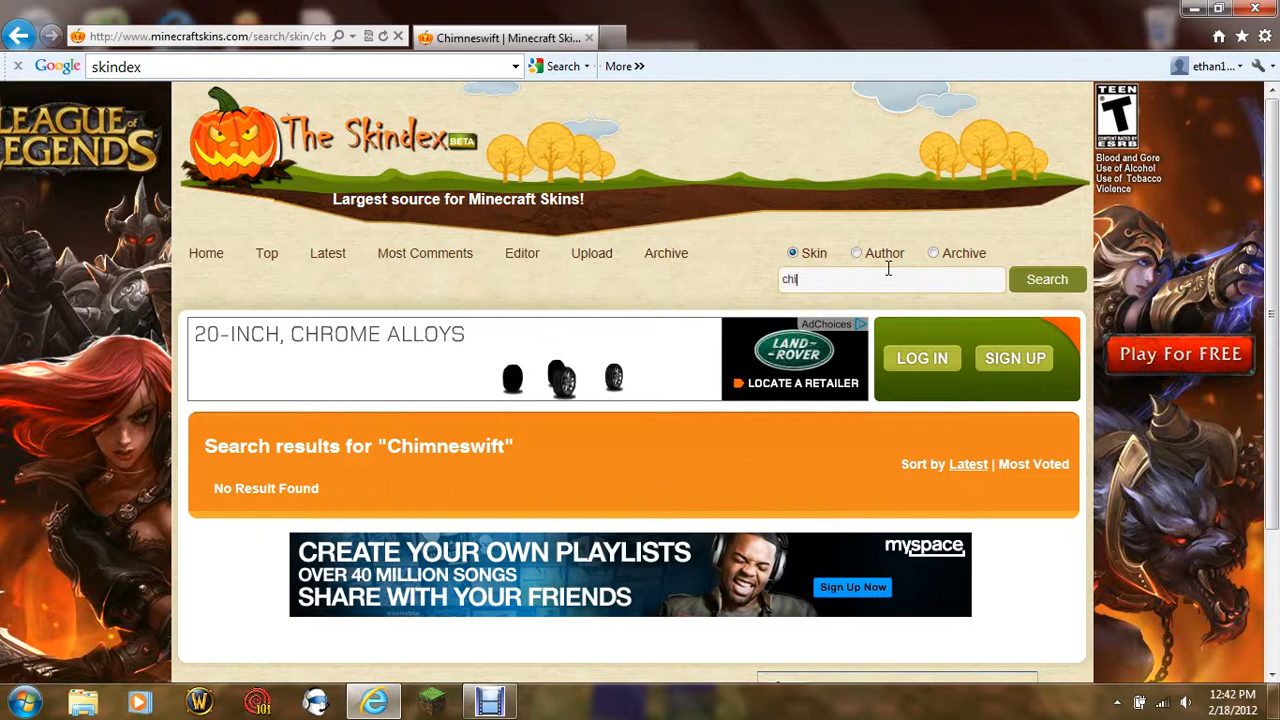 http://www.minecraftskins.com/search/skin/ch
Chimneswift | Minecraft Ski...
Google
skindex
Search
More »
ethan1...
LEAGUE of LEGENDS
The Skindex BETA
Largest source for Minecraft Skins!
TEEN
T
CONTENT RATED BY
ESRB
Blood and Gore
Use of Alcohol
Use of Tobacco
Violence
Home
Top
Latest
Most Comments
Editor
Upload
Archive
Skin
Author
Archive
chi
Search
20-INCH, CHROME ALLOYS
AdChoices
LAND-ROVER
LOCATE A RETAILER
LOG IN
SIGN UP
Play For FREE
Search results for "Chimneswift"
Sort by Latest | Most Voted
No Result Found
CREATE YOUR OWN PLAYLISTS
OVER 40 MILLION SONGS
SHARE WITH YOUR FRIENDS
myspace
Sign Up Now
W
101
12:42 PM
2/18/2012